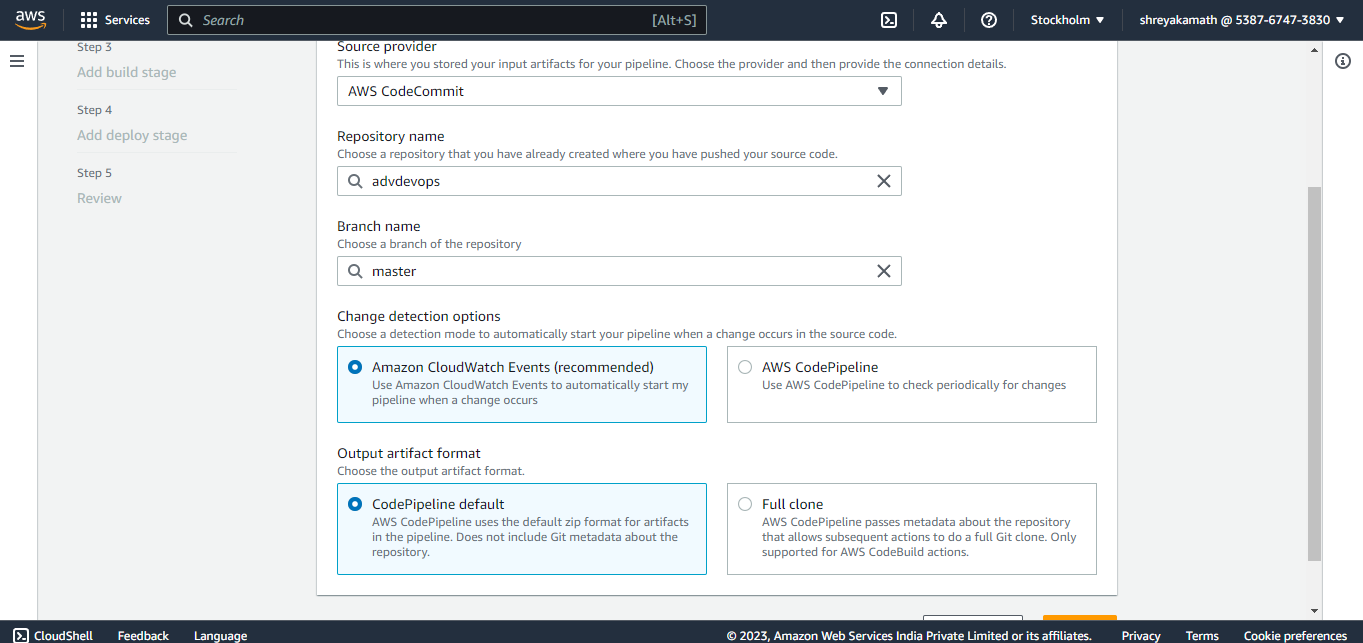 aws
Services
Search
[Alt+S]
Stockholm
shreyakamath @ 5387-6747-3830
Step 3
Add build stage
Step 4
Add deploy stage
Step 5
Review
Source provider
This is where you stored your input artifacts for your pipeline. Choose the provider and then provide the connection details.
AWS CodeCommit
Repository name
Choose a repository that you have already created where you have pushed your source code.
advdevops
Branch name
Choose a branch of the repository
master
Change detection options
Choose a detection mode to automatically start your pipeline when a change occurs in the source code.
Amazon CloudWatch Events (recommended)
Use Amazon CloudWatch Events to automatically start my
pipeline when a change occurs
AWS CodePipeline
Use AWS CodePipeline to check periodically for changes
Output artifact format
Choose the output artifact format.
CodePipeline default
AWS CodePipeline uses the default zip format for artifacts
in the pipeline. Does not include Git metadata about the
repository.
Full clone
AWS CodePipeline passes metadata about the repository
that allows subsequent actions to do a full Git clone. Only
supported for AWS CodeBuild actions.
CloudShell
Feedback
Language
© 2023, Amazon Web Services India Private Limited or its affiliates.
Privacy
Terms
Cookie preferences